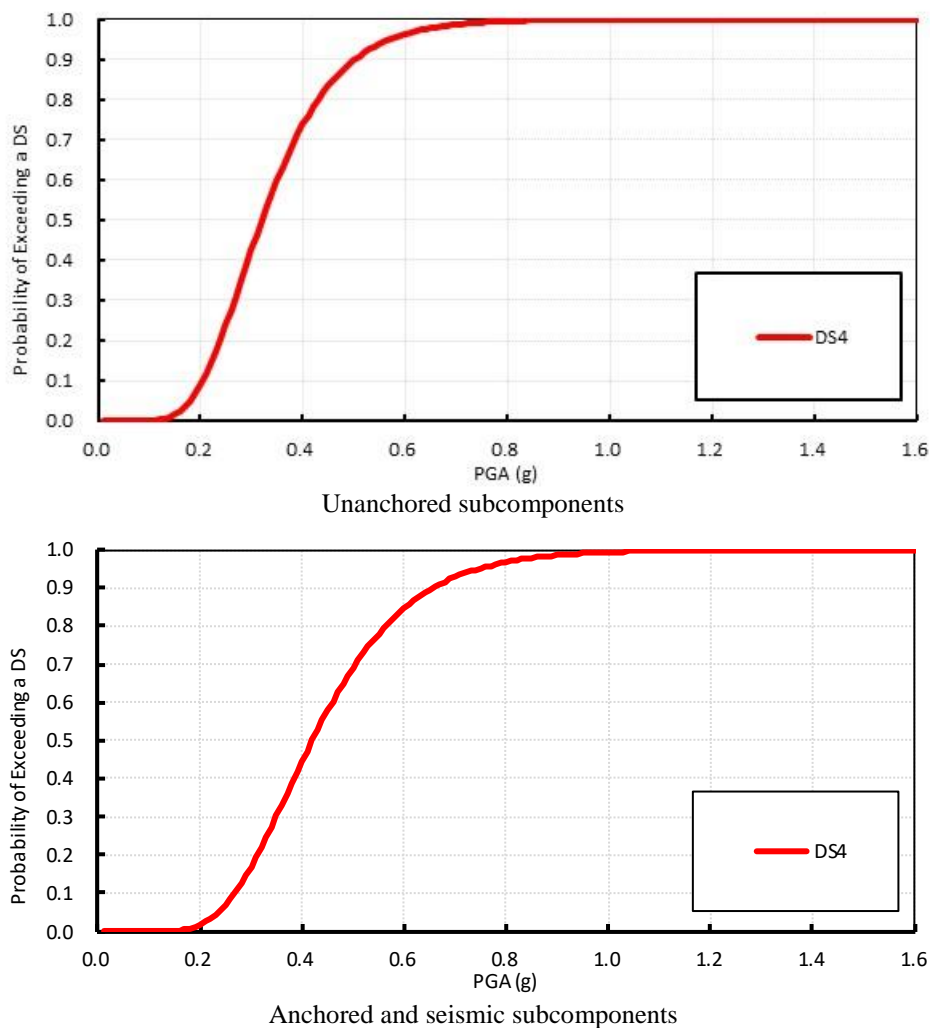 1.0
0.9
0.8
0.7
0.6
0.5
0.4
0.3
0.2
0.1
0.0
Probability of Exceeding a DS
DS4
0.0 0.2 0.4 0.6 0.8 1.0 1.2 1.4 1.6
PGA (g)
Unanchored subcomponents
1.0
0.9
0.8
0.7
0.6
0.5
0.4
0.3
0.2
0.1
0.0
Probability of Exceeding a DS
DS4
0.0 0.2 0.4 0.6 0.8 1.0 1.2 1.4 1.6
PGA (g)
Anchored and seismic subcomponents